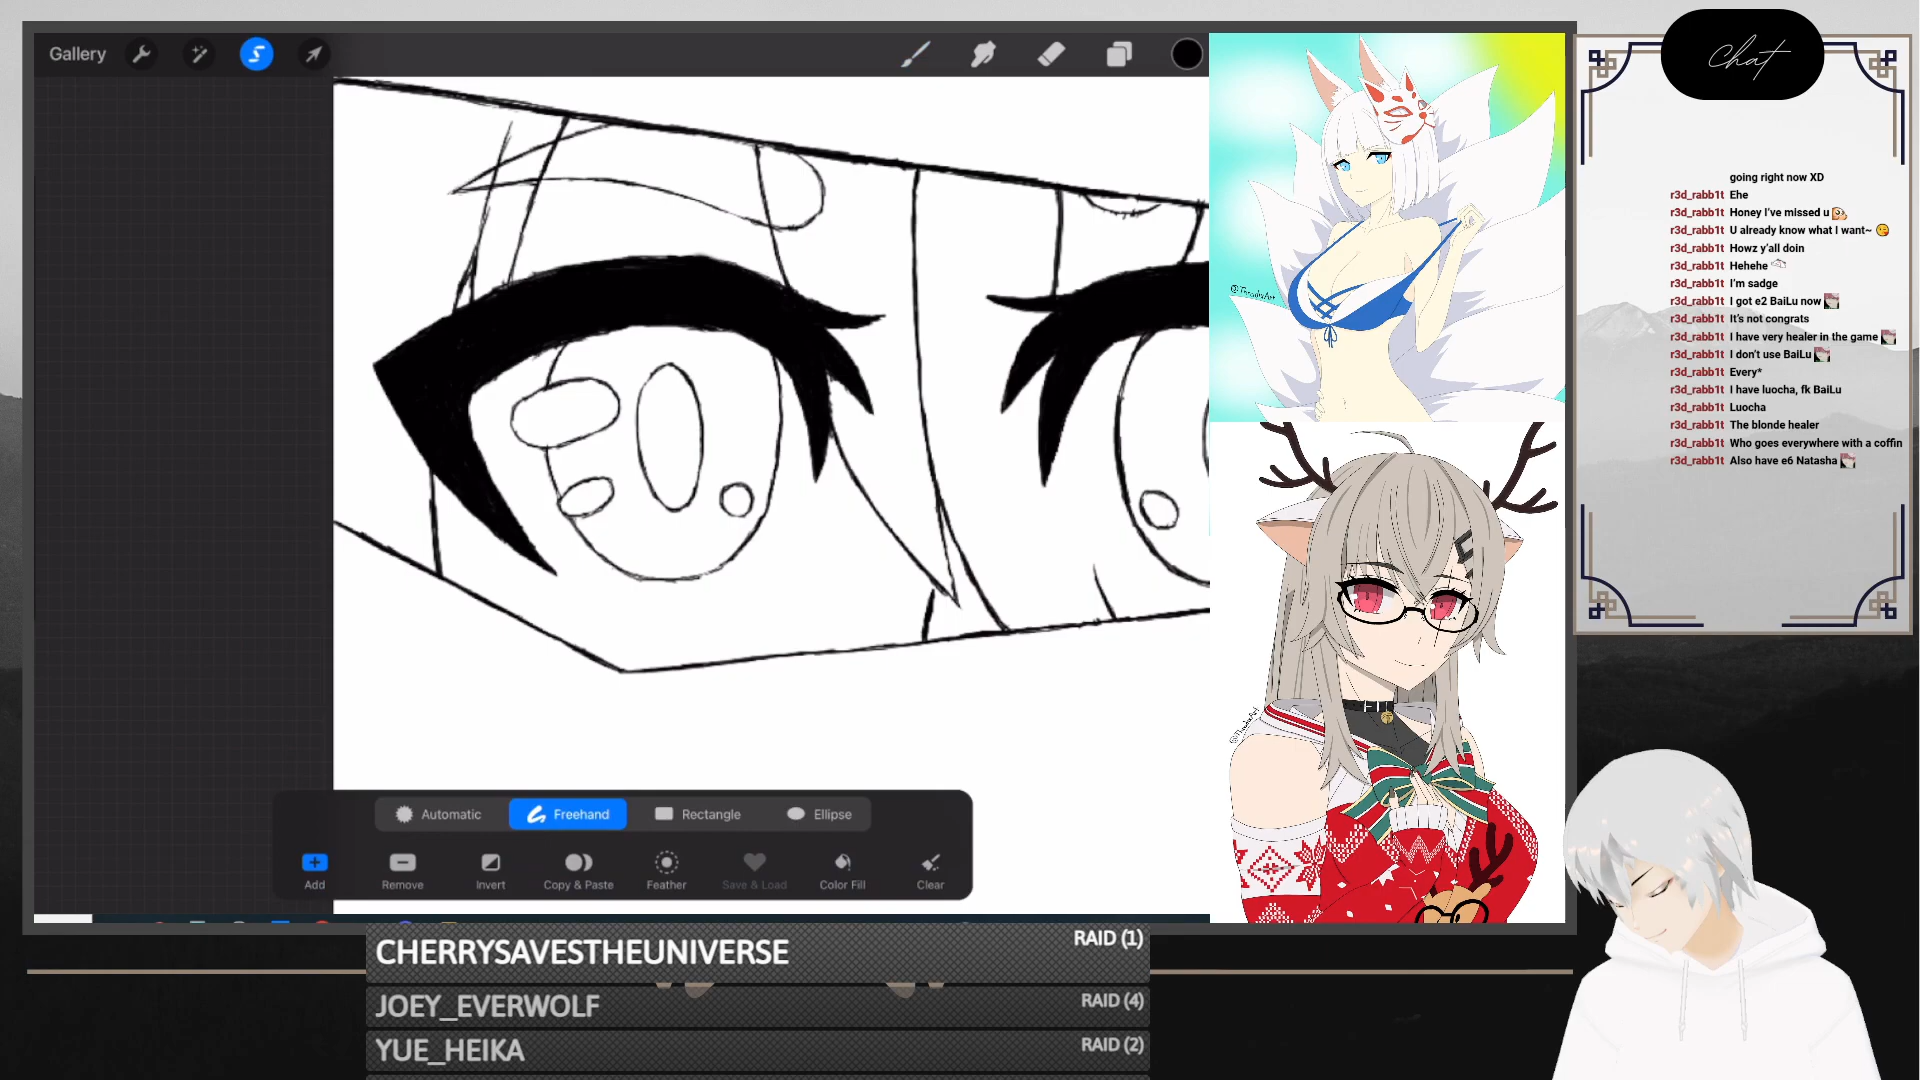 Gallery
chat
going right now XD
r3d_rabb1t Ehe
r3d_rabb1t Honey I've missed u
r3d_rabb1t U already know what I want~
r3d_rabb1t Howz y'all doin
r3d_rabb1t Hehehe
r3d_rabb1t I'm sadge
r3d_rabb1t I got e2 BaiLu now
r3d_rabb1t It's not congrats
r3d_rabb1t I have very healer in the game
r3d_rabb1t I don't use BaiLu
r3d_rabb1t Every*
r3d_rabb1t I have luocha, fk BaiLu
r3d_rabb1t Luocha
r3d_rabb1t The blonde healer
r3d_rabb1t Who goes everywhere with a coffin
r3d_rabb1t Also have e6 Natasha
Automatic Freehand Rectangle Ellipse
Add Remove Invert Copy & Paste Feather Save & Load Color Fill Clear
CHERRYSAVESTHEUNIVERSE RAID (1)
JOEY_EVERWOLF RAID (4)
YUE_HEIKA RAID (2)